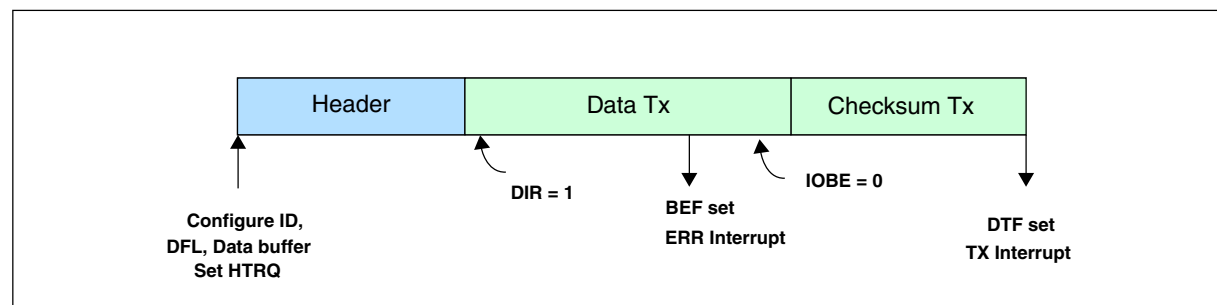 Header
Data Tx
Checksum Tx
DIR = 1
IOBE = 0
Configure ID,
DFL, Data buffer
Set HTRQ
BEF set
ERR Interrupt
DTF set
TX Interrupt